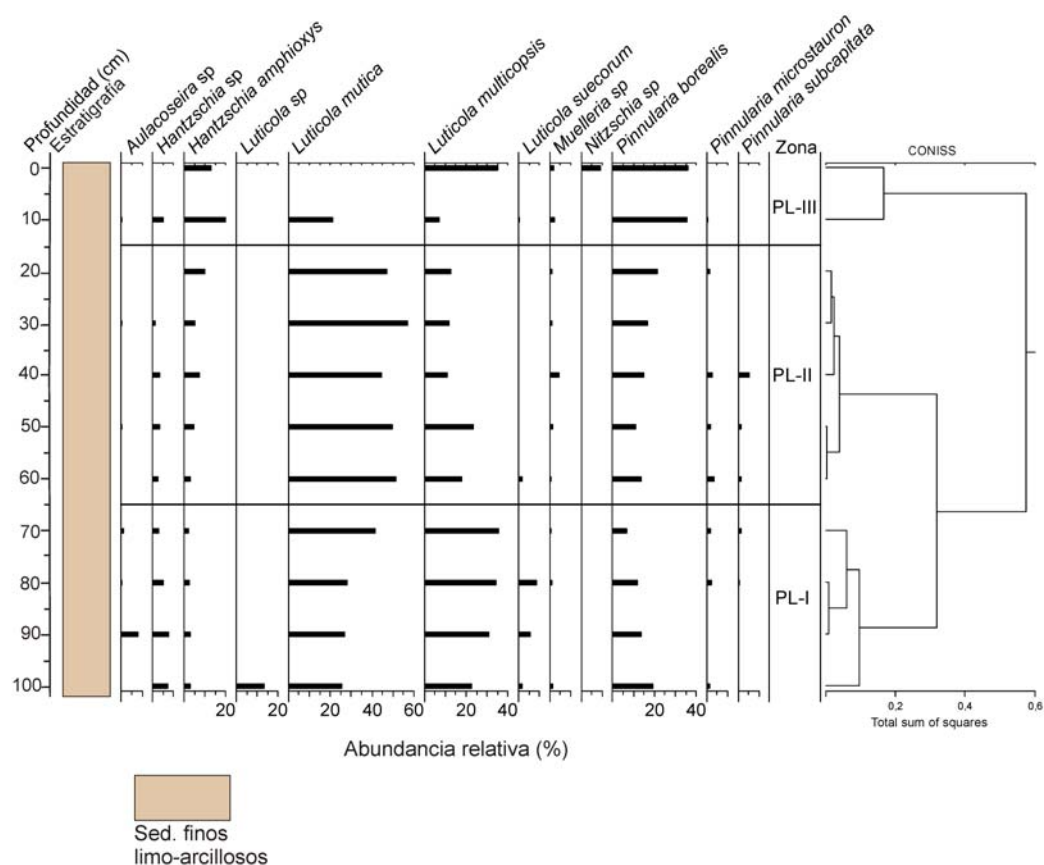 Profundidad (cm)
Estratigrafía
Aulacoseira sp
Hantzschia sp
Hantzschia amphioxys
Luticola sp
Luticola mutica
Luticola multicopsis
Luticola suecorum
Muelleria sp
Nitzschia sp
Pinnularia borealis
Pinnularia microstauron
Pinnularia subcapitata
Zona
CONISS
0
10
20
30
40
50
60
70
80
90
100
PL-III
PL-II
PL-I
20
20
20 40 60
20 40
20 40
0,2 0,4 0,6
Total sum of squares
Abundancia relativa (%)
Sed. finos
limo-arcillosos